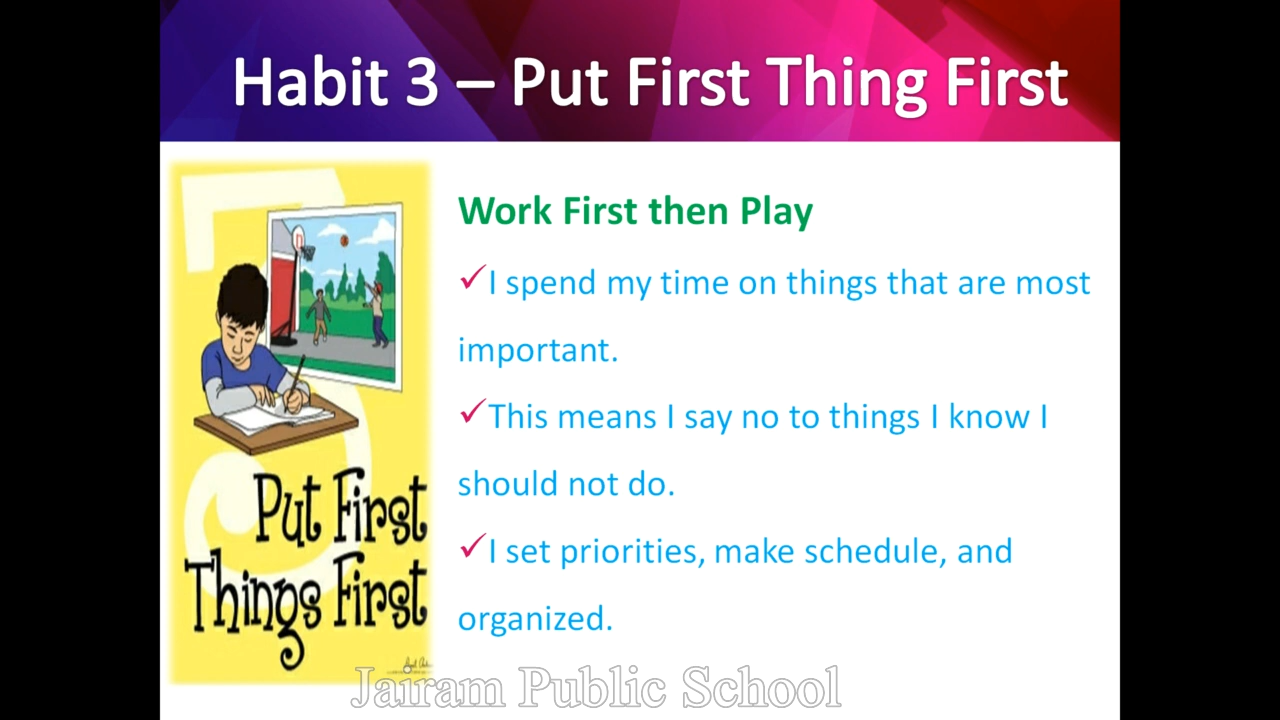 Habit 3 – Put First Thing First
Work First then Play
✓I spend my time on things that are most
important.
✓This means I say no to things I know I
should not do.
✓I set priorities, make schedule, and
organized.
Put First
Things First
Jairam Public School